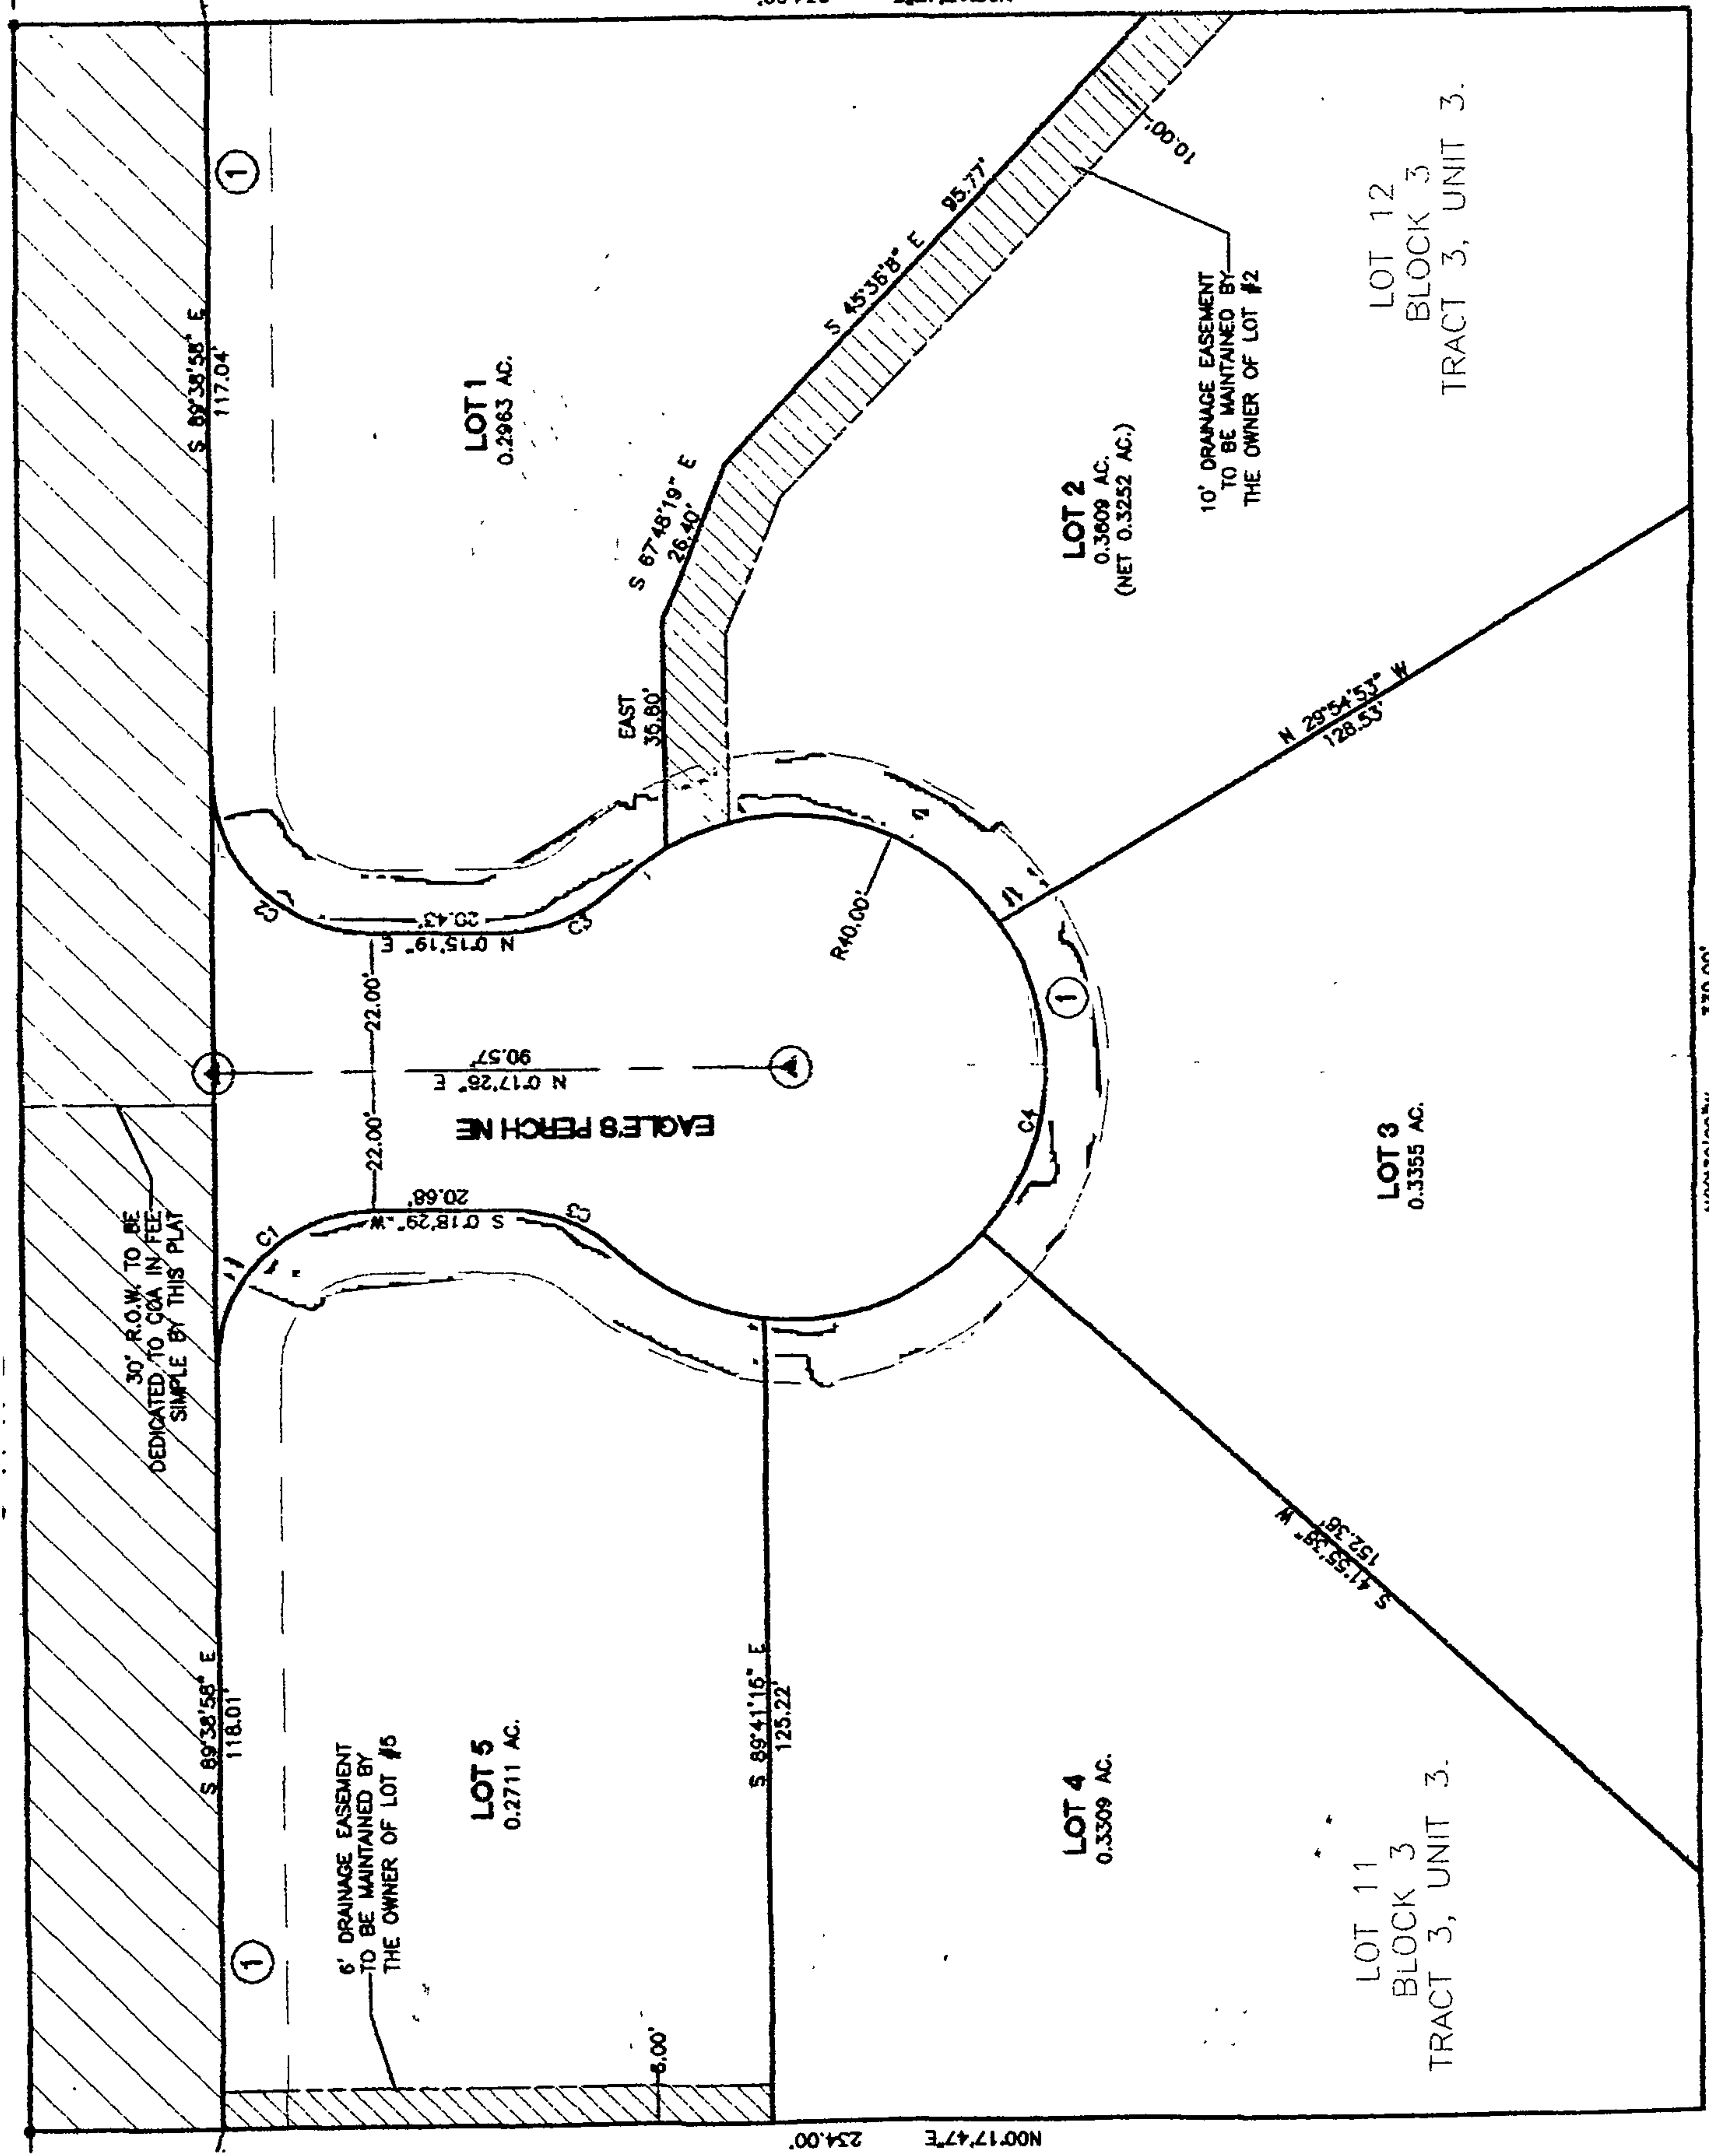 30' R.O.W. TO BE
DEDICATED TO COA IN FEE
SIMPLE BY THIS PLAT
S 89°38'58" E
118.01'
S 89°38'58" E
117.04'
1
1
6' DRAINAGE EASEMENT
TO BE MAINTAINED BY
THE OWNER OF LOT #5
LOT 5
0.2711 AC.
6.00'
C1
S 0°18'29" W
20.68'
C3
22.00'
22.00'
EAGLE'S PERCH NE
N 0°17'28" E
90.57'
C2
N 0°15'19" E
20.43'
C3
LOT 1
0.2963 AC.
EAST
36.80'
S 67°48'19" E
26.40'
S 45°36'8" E
95.77'
10.00'
10' DRAINAGE EASEMENT
TO BE MAINTAINED BY
THE OWNER OF LOT #2
LOT 2
0.3609 AC.
(NET 0.3252 AC.)
R40.00'
C4
1
S 89°41'16" E
125.22'
LOT 4
0.3309 AC.
S 41°55'38" W
152.38'
LOT 3
0.3355 AC.
N 29°54'53" W
128.53'
LOT 11
BLOCK 3
TRACT 3, UNIT 3.
LOT 12
BLOCK 3
TRACT 3, UNIT 3.
N00°17'47"E
234.00'
330.00'